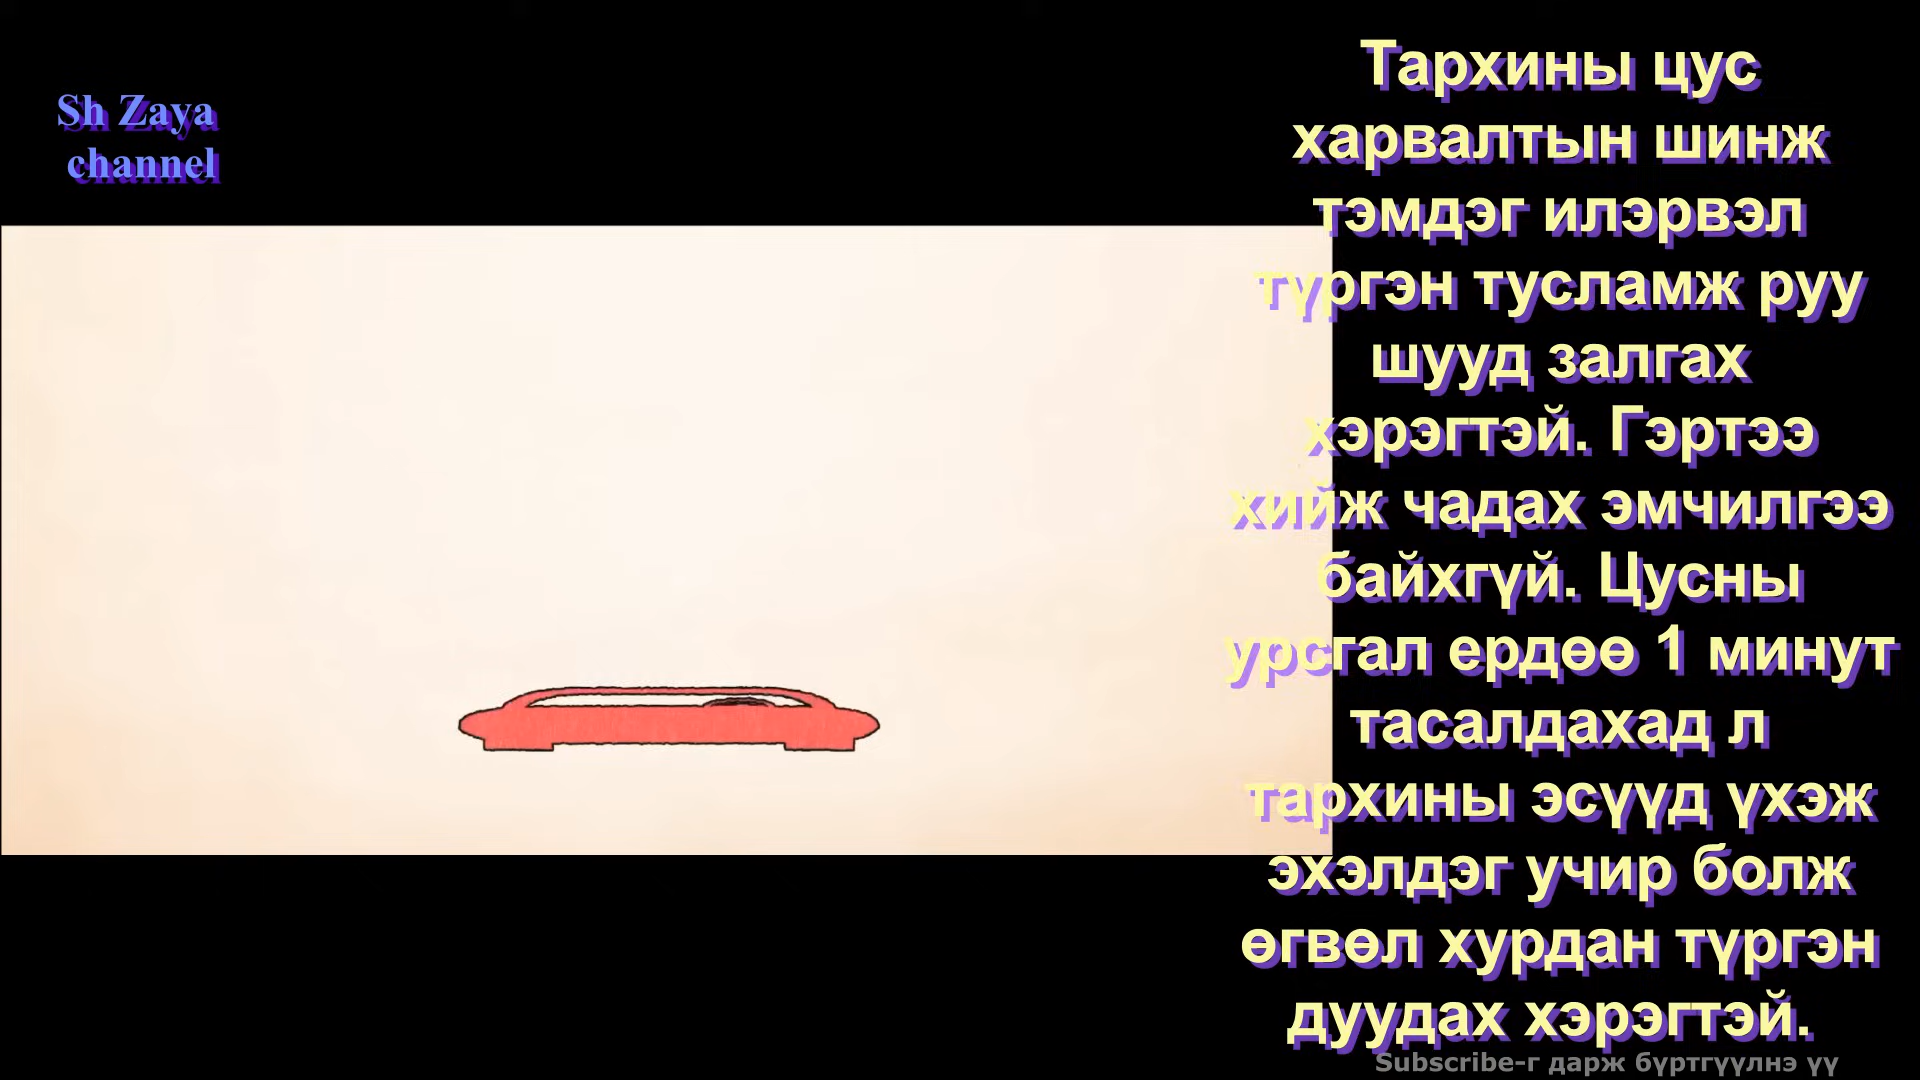 Sh Zaya
channel
Тархины цус
харвалтын шинж
тэмдэг илэрвэл
түргэн тусламж руу
шууд залгах
хэрэгтэй. Гэртээ
хийж чадах эмчилгээ
байхгүй. Цусны
урсгал ердөө 1 минут
тасалдахад л
тархины эсүүд үхэж
эхэлдэг учир болж
өгвөл хурдан түргэн
дуудах хэрэгтэй.
Subscribe-г дарж бүртгүүлнэ үү